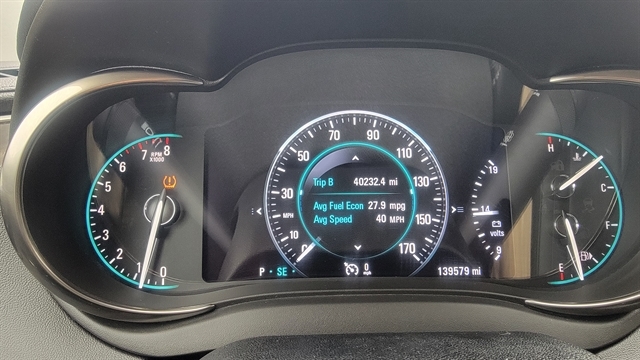 8
7
RPM
X1000
6
5
4
3
2
1
0
Trip B 40232.4 mi
Avg Fuel Econ 27.9 mpg
Avg Speed 40 MPH
70
90
50
110
30
130
MPH
10
150
0
170
19
14
volts
9
H
C
F
E
P • SE
0
mpg
139579 mi